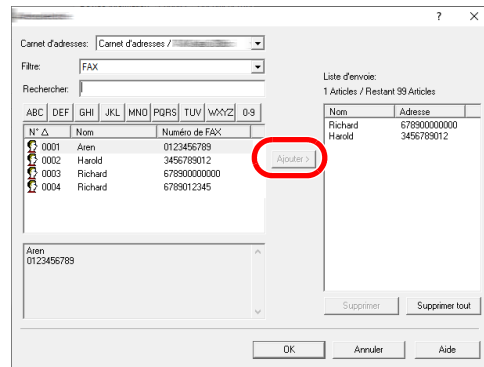 ?
Carnet d'adresses: Carnet d'adresses /
Filtre: FAX
Rechercher:
ABC DEF GHI JKL MNO PQRS TUV WXYZ 0-9
N° Nom Numéro de FAX
0001 Aren 0123456789
0002 Harold 3456789012
0003 Richard 678900000000
0004 Richard 6789012345
Aren
0123456789
Ajouter >
Liste d'envoie:
1 Articles / Restant 99 Articles
Nom Adresse
Richard 678900000000
Harold 3456789012
Supprimer Supprimer tout
OK Annuler Aide